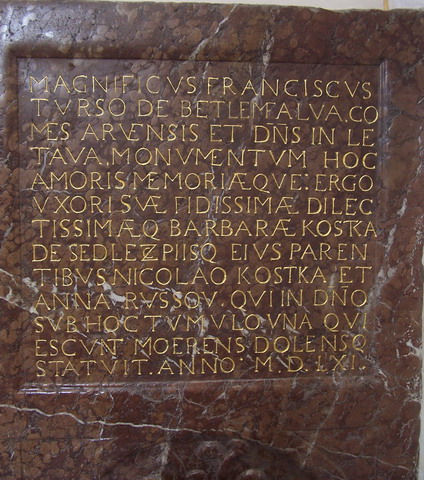 MAGNIFICVS FRANCISCVS
TVRSO DE BETLEMFALVA, CO
MES ARVENSIS ET DN̄S IN LE
TAVA, MONVMENTVM HOC
AMORIS MEMORIÆQVE: ERGO
VXORI SVÆ FIDISSIMÆ DILEC
TISSIMÆQ BARBARÆ KOSTKA
DE SEDLEZ PIISQ EIVS PAREN
TIBVS NICOLAO KOSTKA ET
ANNA RVSSOV. QVI IN DN̄O
SVB HOC TVMVLO VNA QVI
ESCVNT MOERENS DOLENSQ
STATVIT. ANNO M. D. LXI.